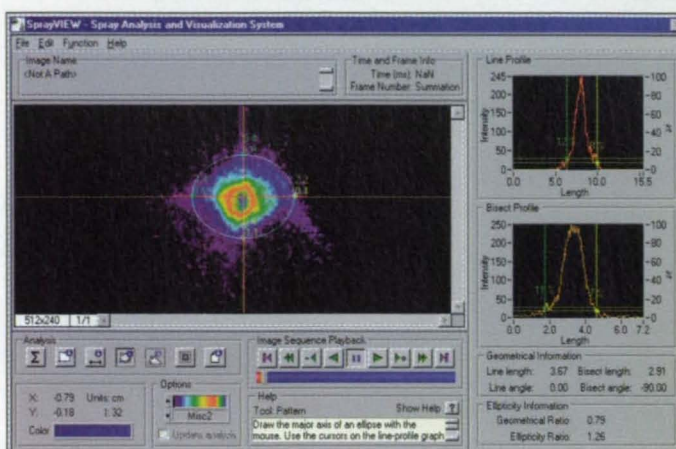 SprayVIEW - Spray Analysis and Visualization System
File Edit Function Help
Image Name
<Not A Path>
Time and Frame Info
Time (ms): NaN
Frame Number: Summation
512x240 1/1
Analysis
Σ
X: -0.79 Units: cm
Y: -0.18 1: 32
Color
Options
Misc2
Update analysis
Image Sequence Playback
Help
Tool: Pattern Show Help ?
Draw the major axis of an ellipse with the
mouse. Use the cursors on the line-profile graph
Line Profile
245
200
150
100
50
0
Intensity
100
80
60
40
20
0
0.0 5.0 10.0 15.5
Length
Bisect Profile
250
200
150
100
50
0
Intensity
100
80
60
40
20
0
0.0 2.0 4.0 6.0 7.2
Length
Geometrical Information
Line length: 3.67 Bisect length: 2.91
Line angle: 0.00 Bisect angle: -90.00
Ellipticity Information
Geometrical Ratio: 0.79
Ellipticity Ratio: 1.26